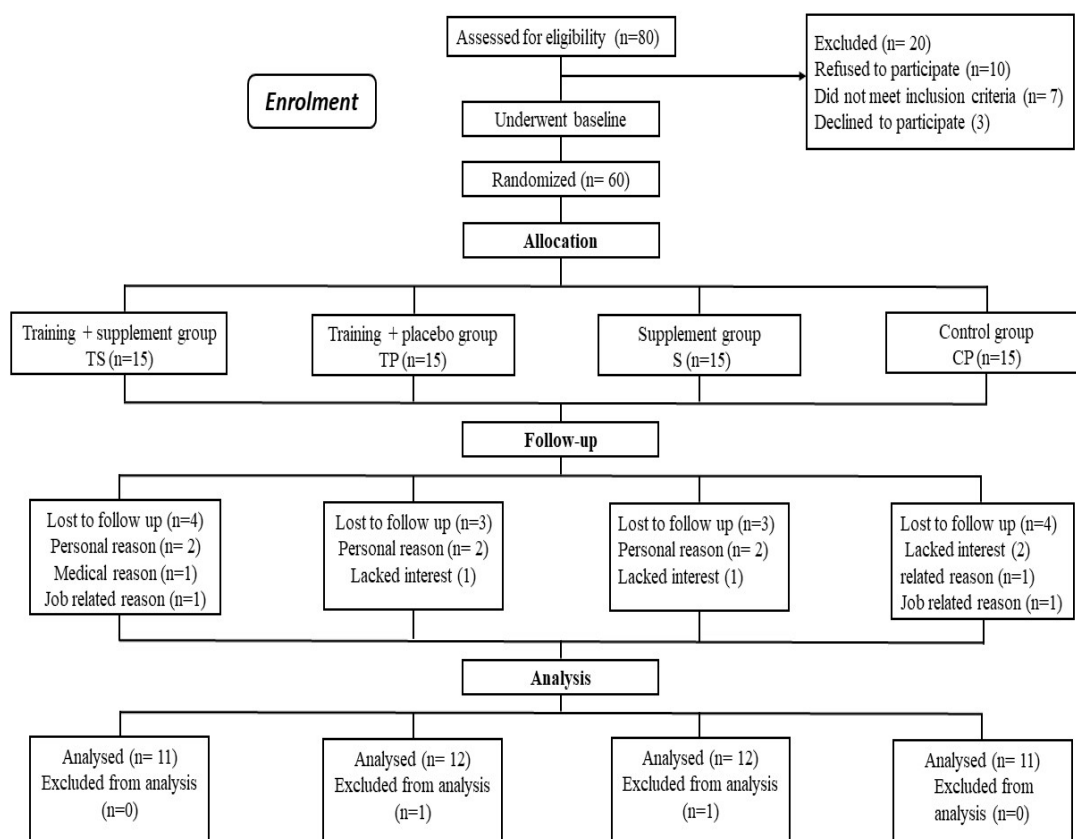 Assessed for eligibility (n=80)
Excluded (n= 20)
Refused to participate (n=10)
Did not meet inclusion criteria (n= 7)
Declined to participate (3)
Enrolment
Underwent baseline
Randomized (n= 60)
Allocation
Training + supplement group
TS (n=15)
Training + placebo group
TP (n=15)
Supplement group
S (n=15)
Control group
CP (n=15)
Follow-up
Lost to follow up (n=4)
Personal reason (n= 2)
Medical reason (n=1)
Job related reason (n=1)
Lost to follow up (n=3)
Personal reason (n= 2)
Lacked interest (1)
Lost to follow up (n=3)
Personal reason (n= 2)
Lacked interest (1)
Lost to follow up (n=4)
Lacked interest (2)
related reason (n=1)
Job related reason (n=1)
Analysis
Analysed (n= 11)
Excluded from analysis
(n=0)
Analysed (n= 12)
Excluded from analysis
(n=1)
Analysed (n= 12)
Excluded from analysis
(n=1)
Analysed (n= 11)
Excluded from
analysis (n=0)